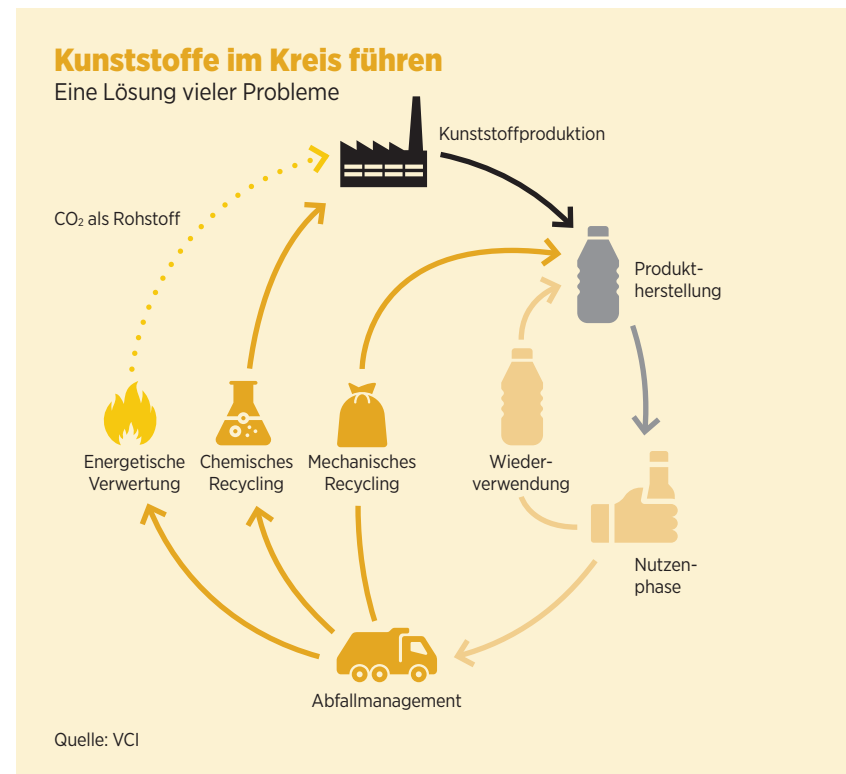 Kunststoffe im Kreis führen
Eine Lösung vieler Probleme
Kunststoffproduktion
CO₂ als Rohstoff
Produkt-
herstellung
Energetische
Verwertung
Chemisches
Recycling
Mechanisches
Recycling
Wieder-
verwendung
Nutzen-
phase
Abfallmanagement
Quelle: VCI